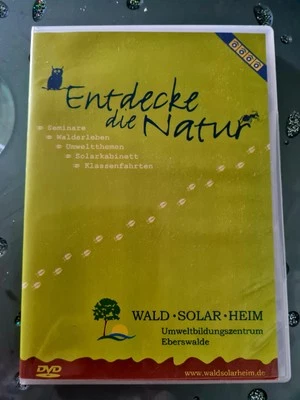 Entdecke
die Natur
Seminare
Walderleben
Umweltthemen
Solarkabinett
Klassenfahrten
WALD · SOLAR · HEIM
Umweltbildungszentrum
Eberswalde
DVD
www.waldsolarheim.de